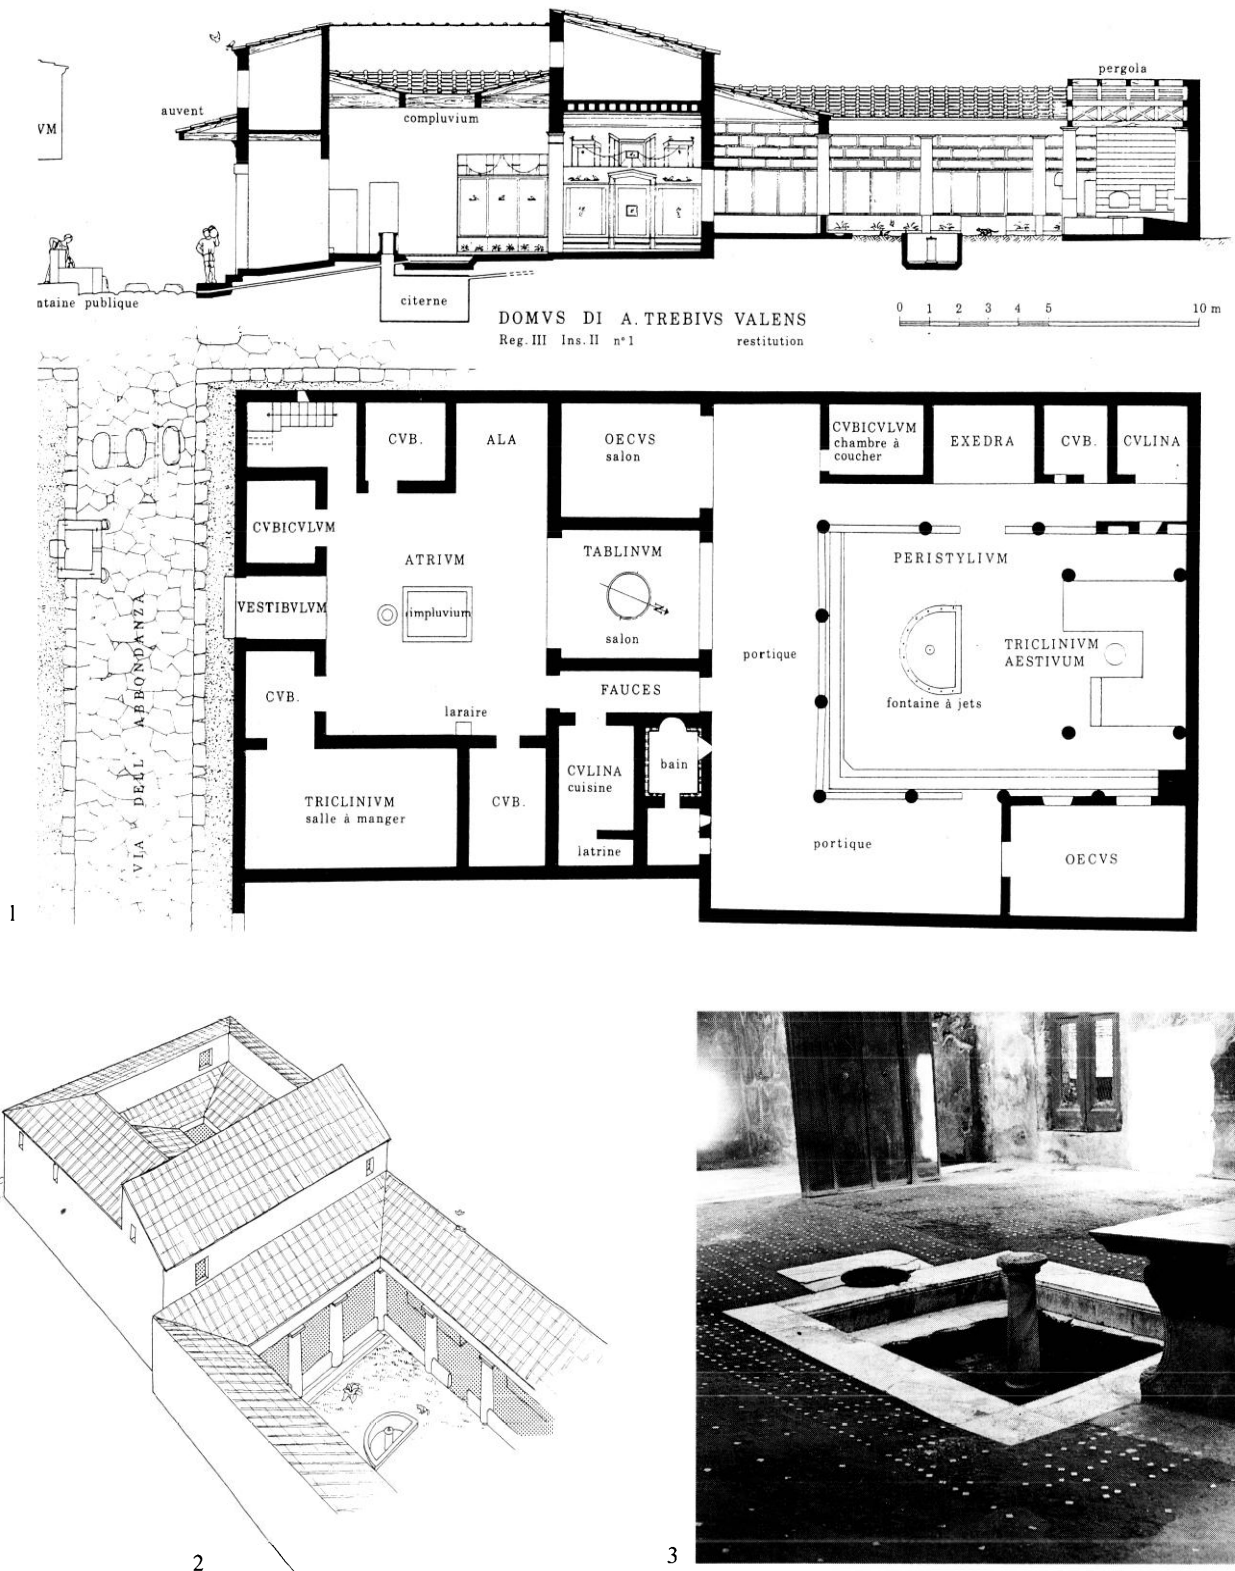 pergola
auvent
VM
compluvium
citerne
ntaine publique
DOMVS DI A. TREBIVS VALENS
Reg. III Ins. II n° 1 restitution
0 1 2 3 4 5 10 m
CVB.
ALA
OECVS
salon
CVBICVLVM
chambre à
coucher
EXEDRA
CVB.
CVLINA
CVBICVLVM
ATRIVM
TABLINVM
PERISTYLIVM
VESTIBVLVM
impluvium
N
salon
portique
TRICLINIVM
AESTIVUM
fontaine à jets
VIA DELL' ABBONDANZA
CVB.
FAUCES
laraire
TRICLINIVM
salle à manger
CVB.
CVLINA
cuisine
bain
latrine
portique
OECVS
1
2
3